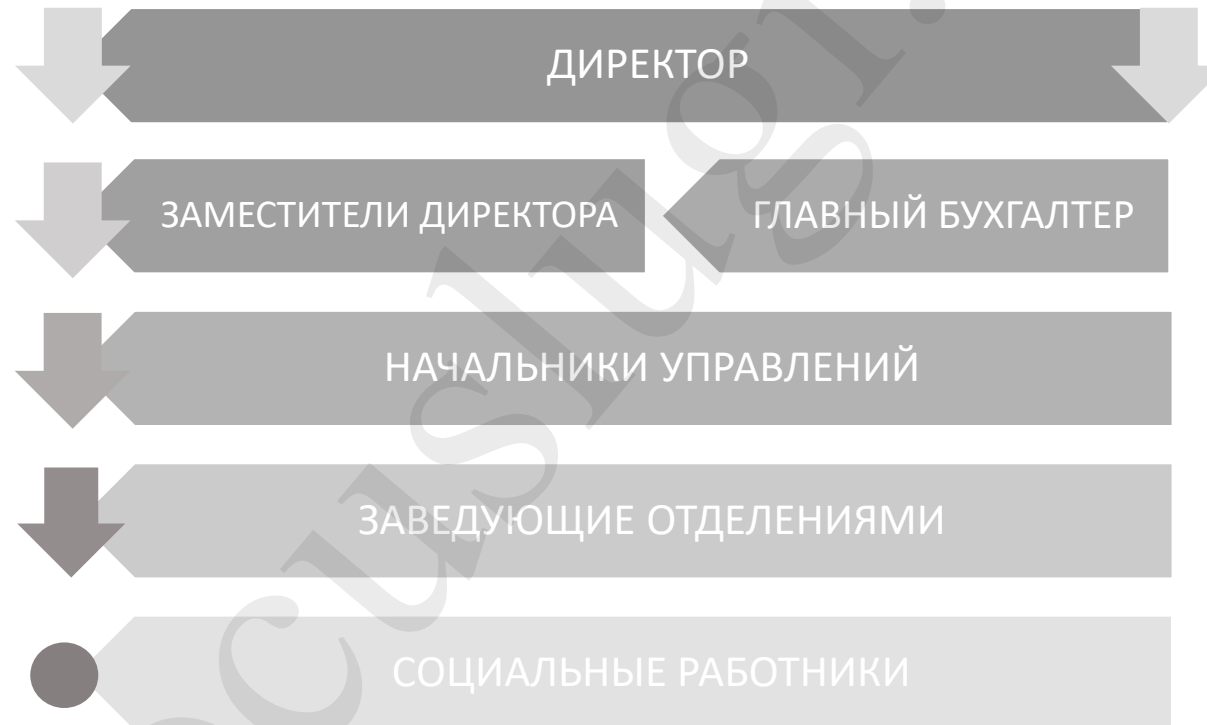 ДИРЕКТОР
ЗАМЕСТИТЕЛИ ДИРЕКТОРА
ГЛАВНЫЙ БУХГАЛТЕР
НАЧАЛЬНИКИ УПРАВЛЕНИЙ
ЗАВЕДУЮЩИЕ ОТДЕЛЕНИЯМИ
СОЦИАЛЬНЫЕ РАБОТНИКИ